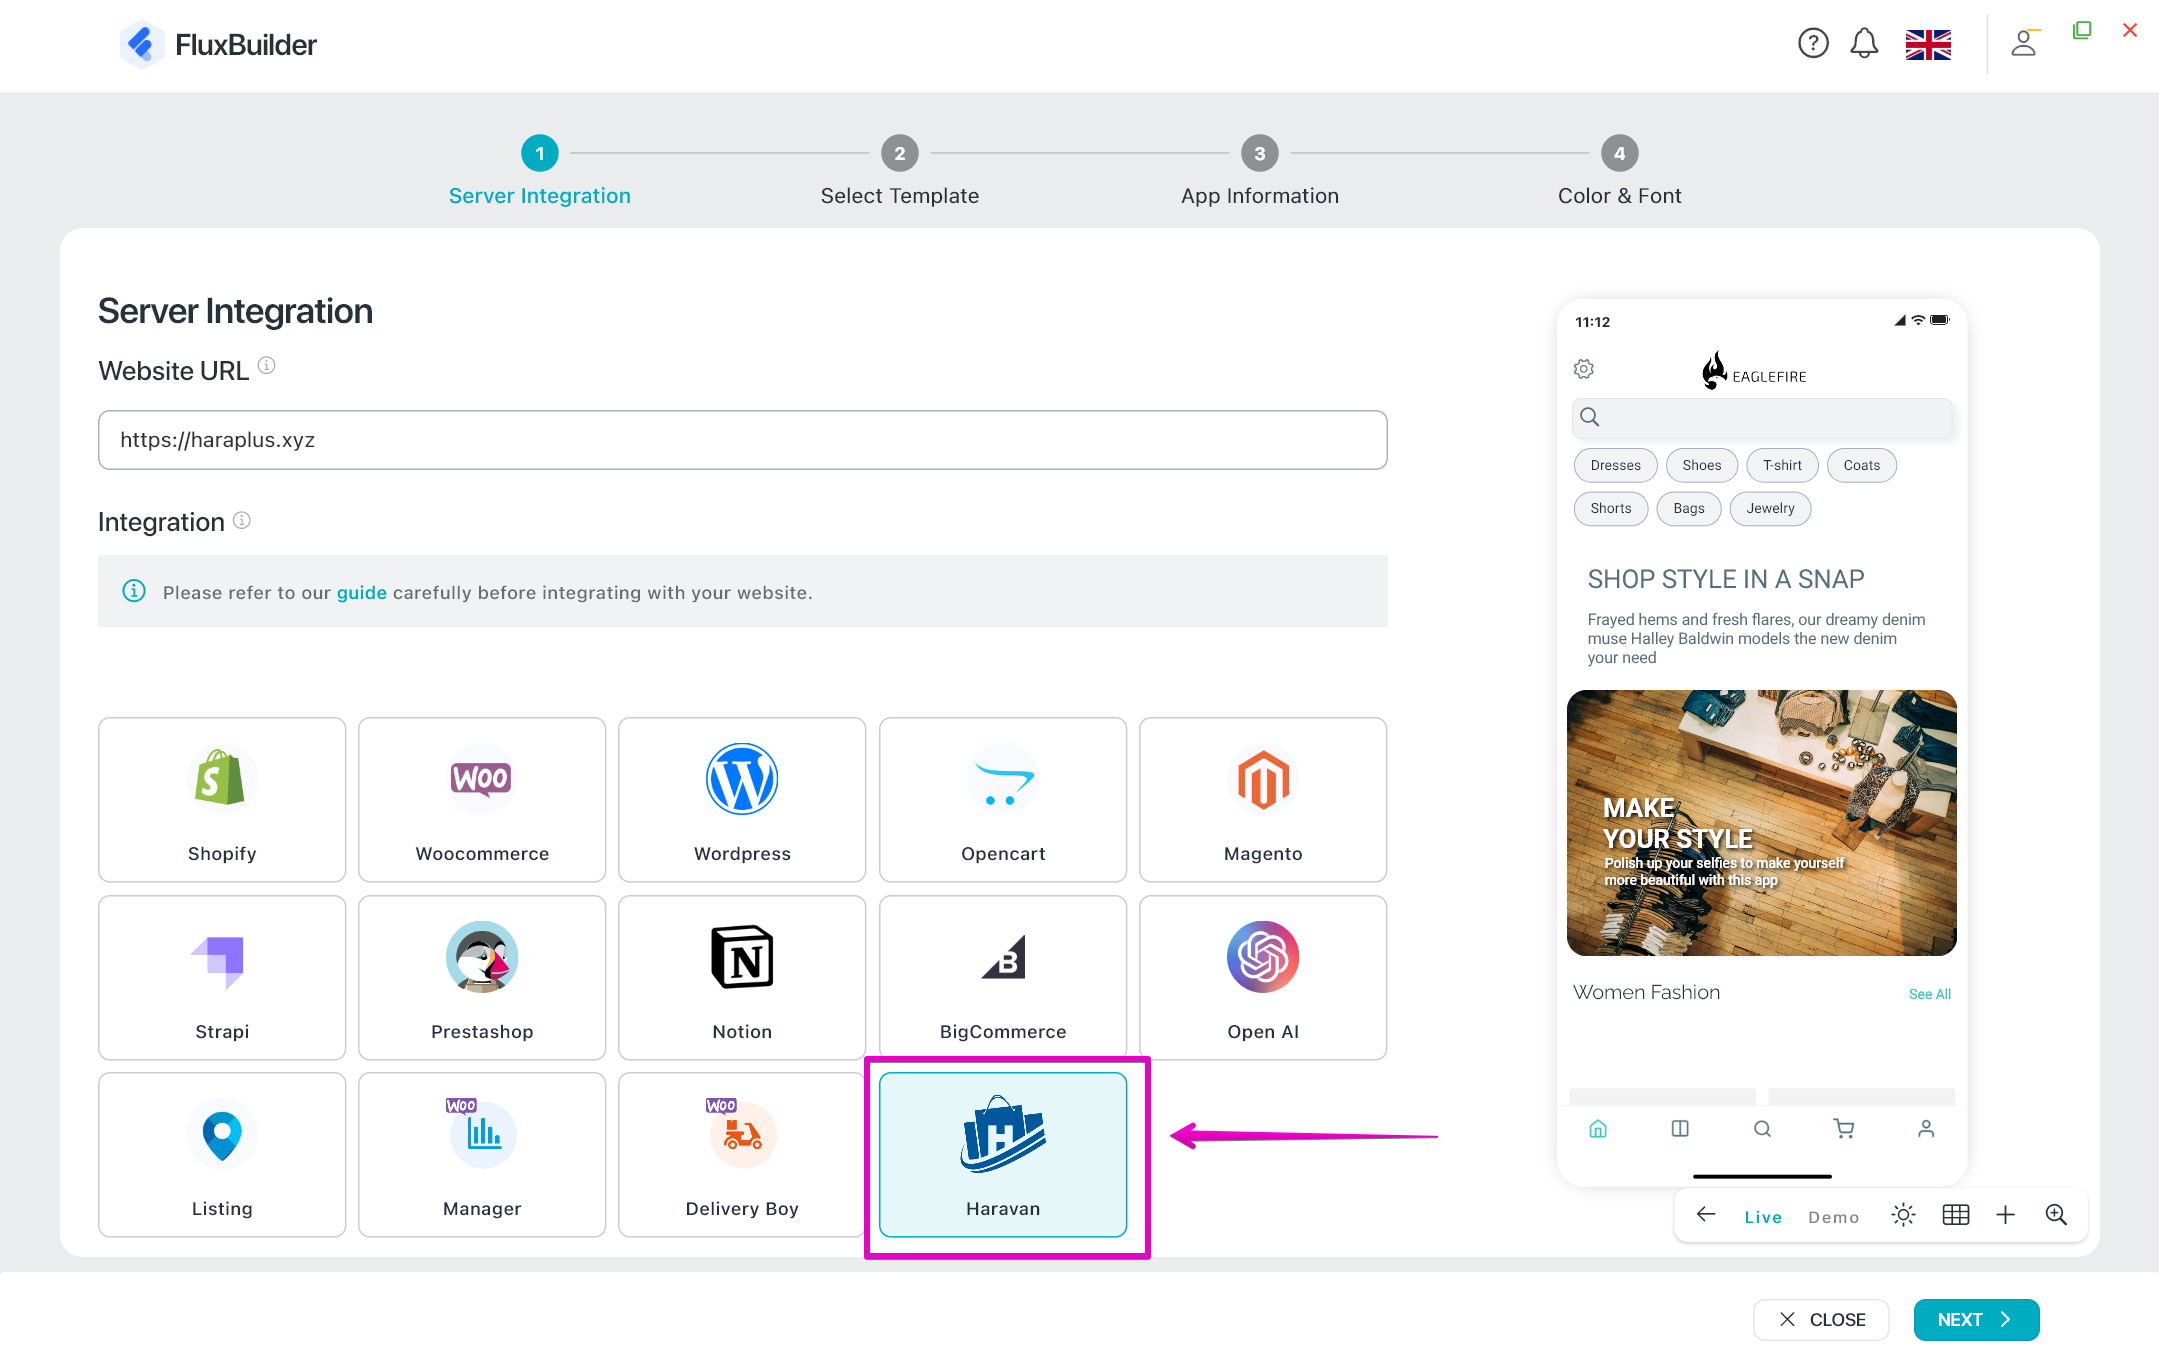 FluxBuilder
1
2
3
4
Server Integration
Select Template
App Information
Color & Font
Server Integration
Website URL
https://haraplus.xyz
Integration
Please refer to our guide carefully before integrating with your website.
Shopify
WOO
Woocommerce
Wordpress
Opencart
Magento
Strapi
Prestashop
Notion
B
BigCommerce
Open AI
Listing
WOO
Manager
WOO
Delivery Boy
H
Haravan
11:12
EAGLEFIRE
Dresses
Shoes
T-shirt
Coats
Shorts
Bags
Jewelry
SHOP STYLE IN A SNAP
Frayed hems and fresh flares, our dreamy denim
muse Halley Baldwin models the new denim
your need
MAKE
YOUR STYLE
Polish up your selfies to make yourself
more beautiful with this app
Women Fashion
See All
Live
Demo
CLOSE
NEXT